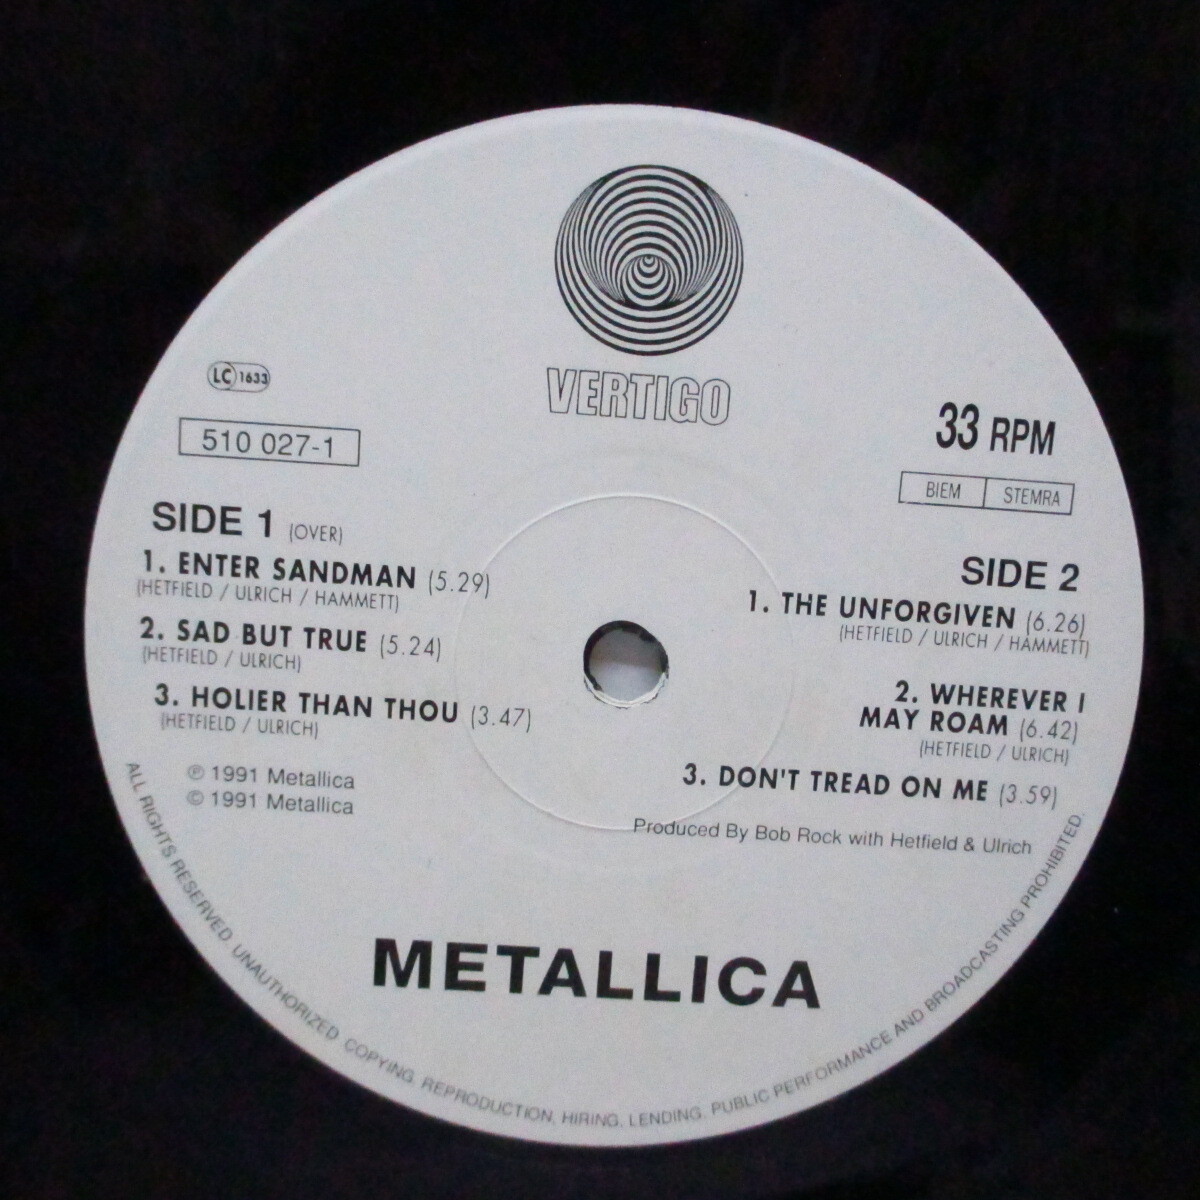 VERTIGO
LC 1633
510 027-1
33 RPM
BIEM STEMRA
SIDE 1 (OVER)
1. ENTER SANDMAN (5.29)
(HETFIELD / ULRICH / HAMMETT)
2. SAD BUT TRUE (5.24)
(HETFIELD / ULRICH)
3. HOLIER THAN THOU (3.47)
(HETFIELD / ULRICH)
℗ 1991 Metallica
© 1991 Metallica
SIDE 2
1. THE UNFORGIVEN (6.26)
(HETFIELD / ULRICH / HAMMETT)
2. WHEREVER I
MAY ROAM (6.42)
(HETFIELD / ULRICH)
3. DON'T TREAD ON ME (3.59)
Produced By Bob Rock with Hetfield & Ulrich
METALLICA
ALL RIGHTS RESERVED. UNAUTHORIZED COPYING, REPRODUCTION, HIRING, LENDING, PUBLIC PERFORMANCE AND BROADCASTING PROHIBITED.